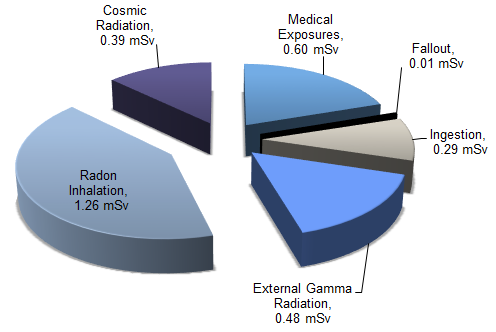 Cosmic
Radiation,
0.39 mSv
Medical
Exposures,
0.60 mSv
Fallout,
0.01 mSv
Ingestion,
0.29 mSv
Radon
Inhalation,
1.26 mSv
External Gamma
Radiation,
0.48 mSv